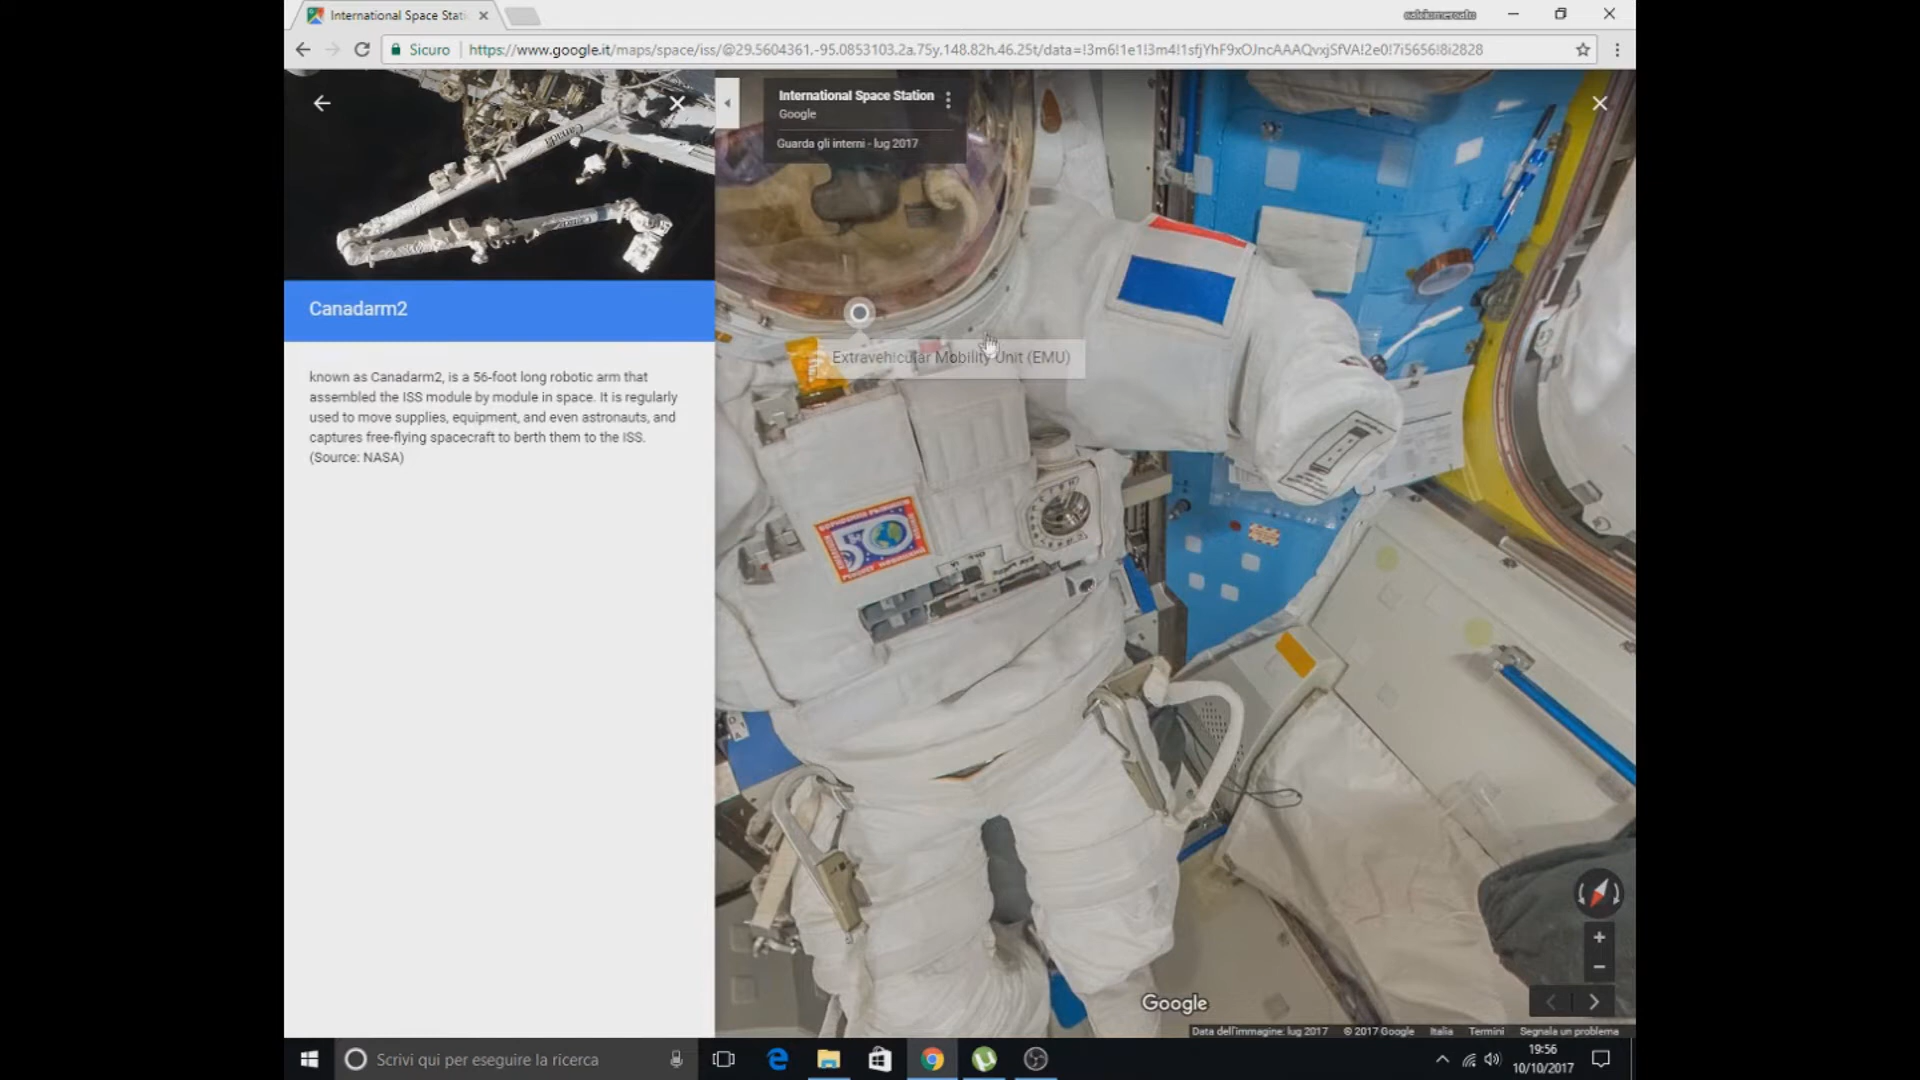 International Space Stati
Sicuro
https://www.google.it/maps/space/iss/@29.5604361,-95.0853103,2a,75y,148.82h,46.25t/data=!3m6!1e1!3m4!1sfjYhF9xOJncAAAQvxjSfVA!2e0!7i5656!8i2828
International Space Station
Google
Guarda gli interni - lug 2017
Canadarm2
known as Canadarm2, is a 56-foot long robotic arm that
assembled the ISS module by module in space. It is regularly
used to move supplies, equipment, and even astronauts, and
captures free-flying spacecraft to berth them to the ISS.
(Source: NASA)
Extravehicular Mobility Unit (EMU)
50
Google
Data dell'immagine: lug 2017 © 2017 Google Italia Termini Segnala un problema
Scrivi qui per eseguire la ricerca
19:56
10/10/2017